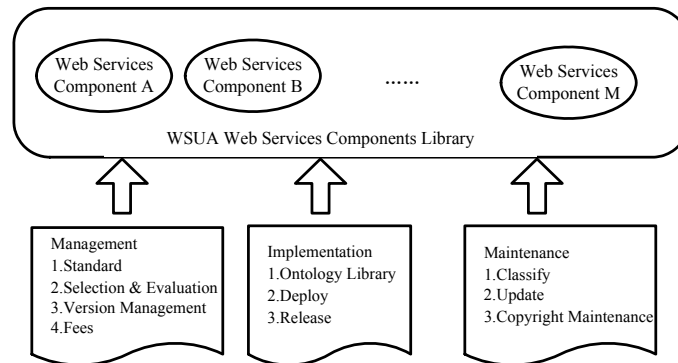 Web Services
Component A
Web Services
Component B
......
Web Services
Component M
WSUA Web Services Components Library
Management
1.Standard
2.Selection & Evaluation
3.Version Management
4.Fees
Implementation
1.Ontology Library
2.Deploy
3.Release
Maintenance
1.Classify
2.Update
3.Copyright Maintenance